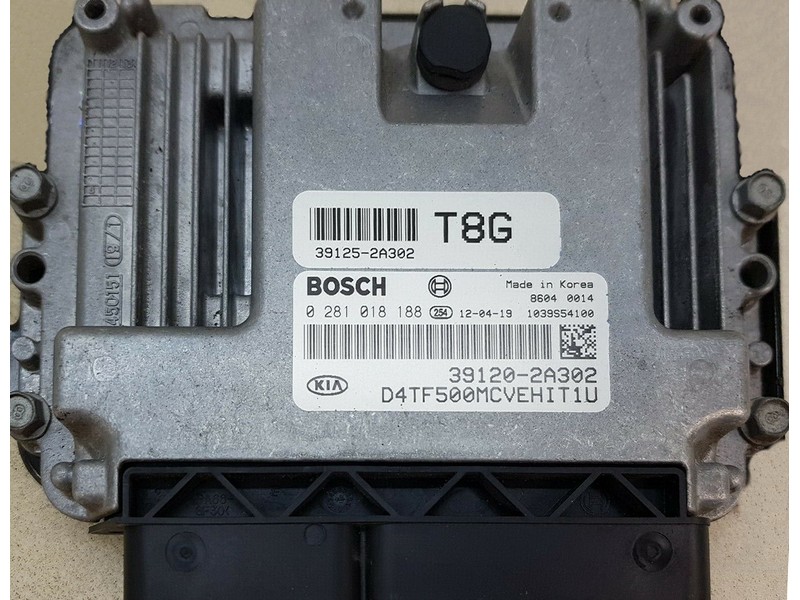 39125-2A302
T8G
BOSCH
Made in Korea
8604 0014
0 281 018 188 254 12-04-19 1039S54100
39120-2A302
KIA
D4TF500MCVEHIT1U